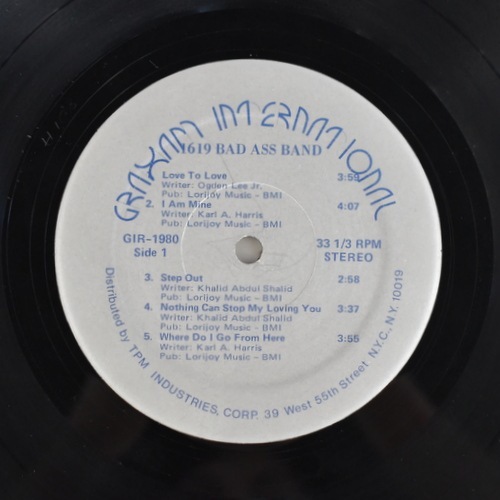 GRAXAM INTERNATIONAL
1619 BAD ASS BAND
Love To Love 3:59
Writer: Ogden Lee Jr.
Pub: Lorijoy Music - BMI
2. I Am Mine 4:07
Writer: Karl A. Harris
Pub: Lorijoy Music - BMI
GIR-1980 33 1/3 RPM
Side 1 STEREO
3. Step Out 2:58
Writer: Khalid Abdul Shalid
Pub: Lorijoy Music - BMI
4. Nothing Can Stop My Loving You 3:37
Writer: Khalid Abdul Shalid
Pub: Lorijoy Music - BMI
5. Where Do I Go From Here 3:55
Writer: Karl A. Harris
Pub: Lorijoy Music - BMI
Distributed by TPM INDUSTRIES, CORP. 39 West 55th Street N.Y.C., N.Y. 10019